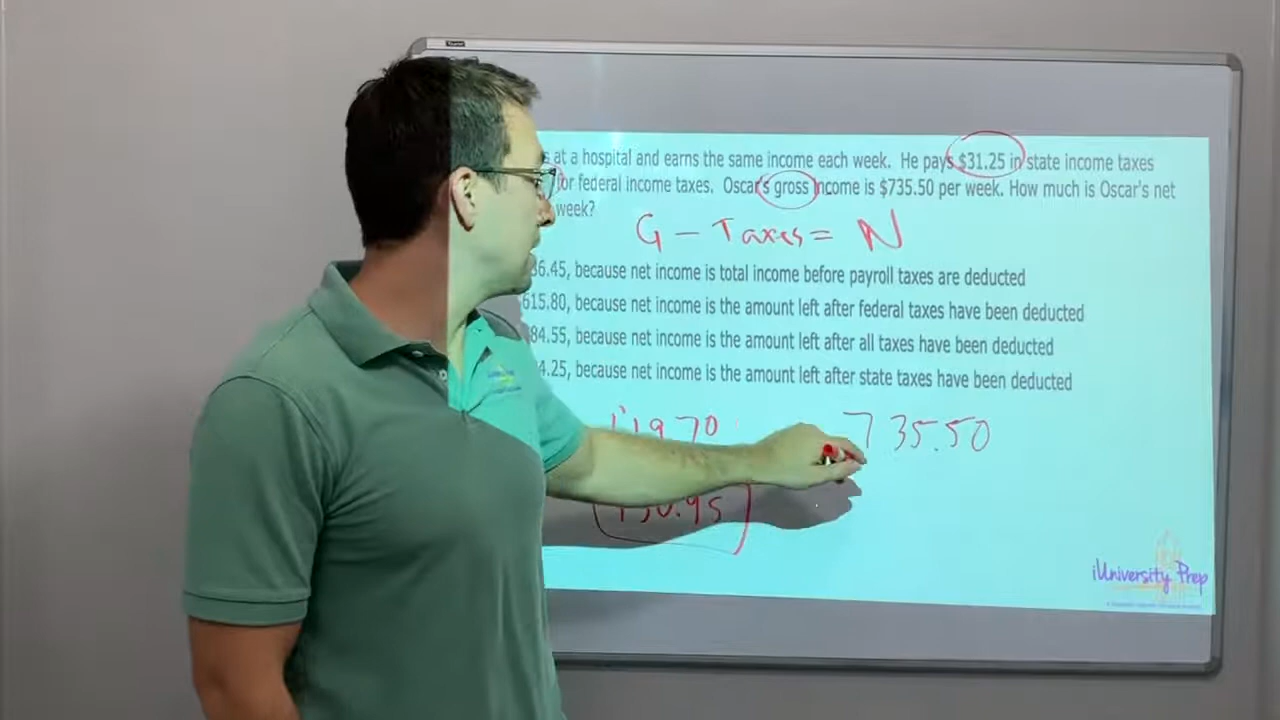 at a hospital and earns the same income each week. He pays $31.25 in state income taxes
for federal income taxes. Oscar's gross income is $735.50 per week. How much is Oscar's net
week?
G - Taxes = N
6.45, because net income is total income before payroll taxes are deducted
615.80, because net income is the amount left after federal taxes have been deducted
84.55, because net income is the amount left after all taxes have been deducted
4.25, because net income is the amount left after state taxes have been deducted
119.70
735.50
150.95
iUniversity Prep